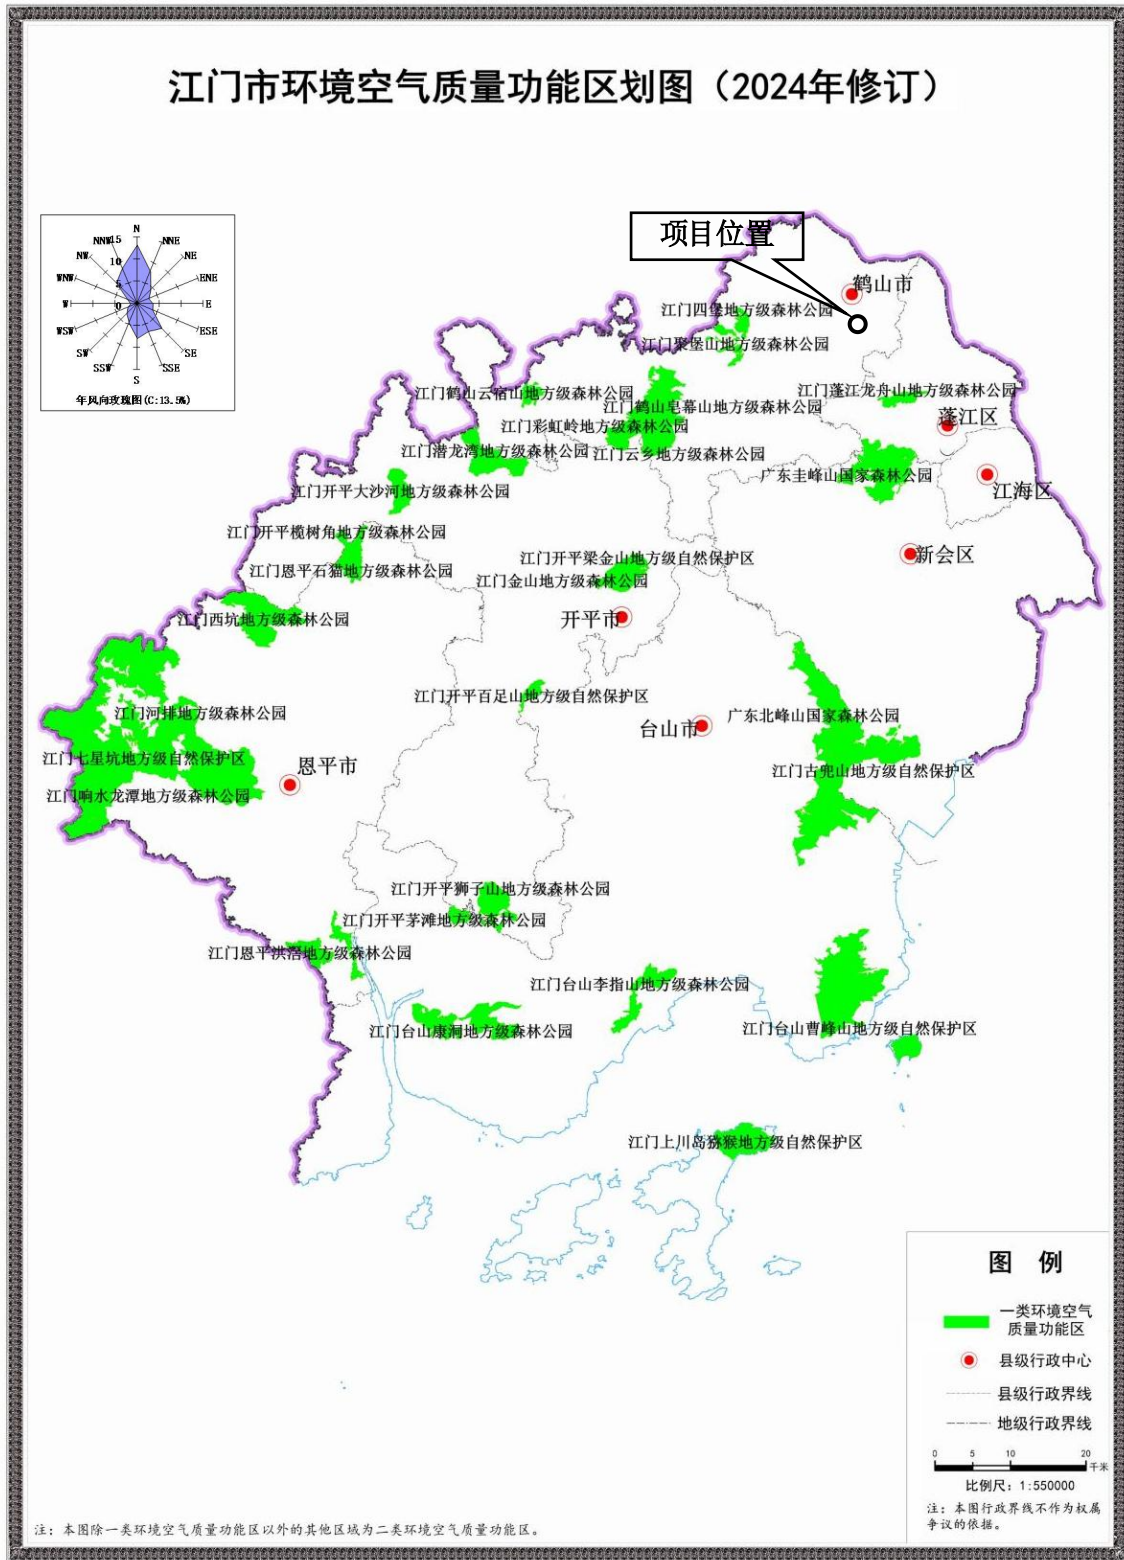 江门市环境空气质量功能区划图（2024年修订）
N
NNW
15
NNE
NW
10
NE
WNW
5
ENE
W
0
E
WSW
ESE
SW
SE
SSW
SSE
S
年风向玫瑰图(C:13.5%)
项目位置
鹤山市
江门四堡地方级森林公园
江门聚堡山地方级森林公园
江门鹤山云宿山地方级森林公园
江门蓬江龙舟山地方级森林公园
江门鹤山皂幕山地方级森林公园
蓬江区
江门彩虹岭地方级森林公园
江门潜龙湾地方级森林公园
江门云乡地方级森林公园
广东圭峰山国家森林公园
江门开平大沙河地方级森林公园
江海区
江门开平榄树角地方级森林公园
江门开平梁金山地方级自然保护区
新会区
江门恩平石猫地方级森林公园
江门金山地方级森林公园
江门西坑地方级森林公园
开平市
江门开平百足山地方级自然保护区
江门河排地方级森林公园
广东北峰山国家森林公园
台山市
江门七星坑地方级自然保护区
恩平市
江门古兜山地方级自然保护区
江门响水龙潭地方级森林公园
江门开平狮子山地方级森林公园
江门开平茅滩地方级森林公园
江门恩平洪滘地方级森林公园
江门台山李指山地方级森林公园
江门台山康洞地方级森林公园
江门台山曹峰山地方级自然保护区
江门上川岛猕猴地方级自然保护区
图 例
一类环境空气
质量功能区
县级行政中心
县级行政界线
地级行政界线
0 5 10 20
千米
比例尺：1:550000
注：本图行政界线不作为权属
争议的依据。
注：本图除一类环境空气质量功能区以外的其他区域为二类环境空气质量功能区。